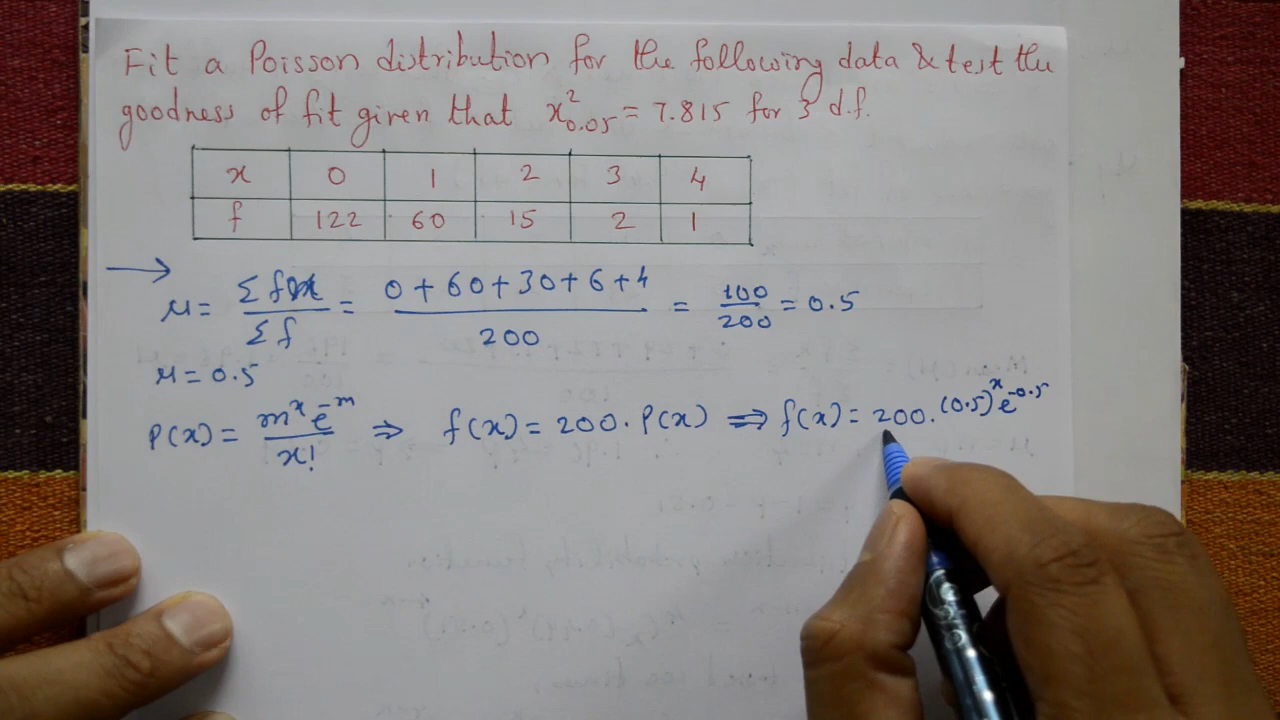 Fit a Poisson distribution for the following data & test the
goodness of fit given that x²₀.₀₅ = 7.815 for 3 d.f.
x 0 1 2 3 4
f 122 60 15 2 1
→
μ = Σfx / Σf = 0+60+30+6+4 / 200 = 100/200 = 0.5
μ = 0.5
P(x) = mˣe⁻ᵐ / x! ⇒ f(x) = 200 . P(x) ⇒ f(x) = 200 . (0.5)ˣ e⁻⁰·⁵